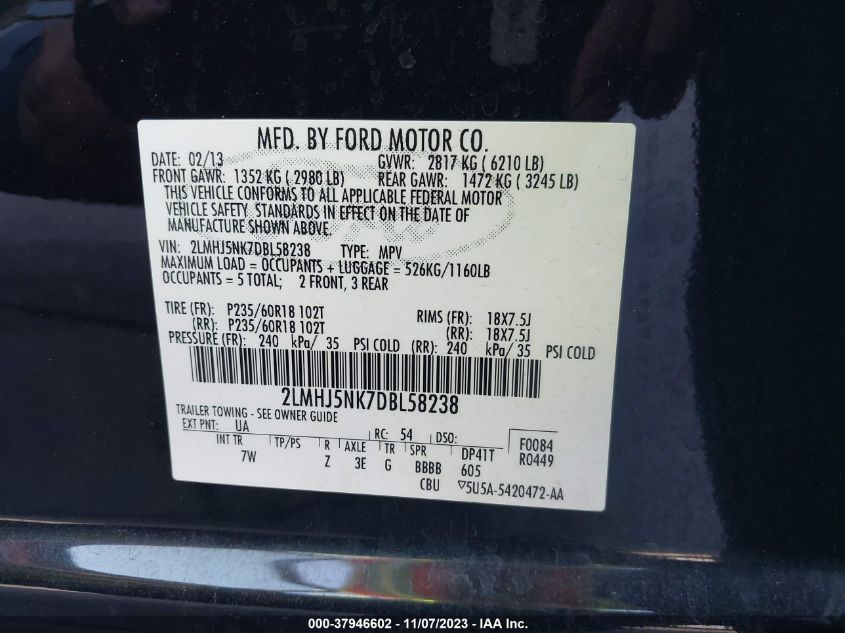 MFD. BY FORD MOTOR CO.
DATE: 02/13 GVWR: 2817 KG ( 6210 LB)
FRONT GAWR: 1352 KG ( 2980 LB) REAR GAWR: 1472 KG ( 3245 LB)
THIS VEHICLE CONFORMS TO ALL APPLICABLE FEDERAL MOTOR
VEHICLE SAFETY STANDARDS IN EFFECT ON THE DATE OF
MANUFACTURE SHOWN ABOVE.
VIN: 2LMHJ5NK7DBL58238 TYPE: MPV
MAXIMUM LOAD = OCCUPANTS + LUGGAGE = 526KG/1160LB
OCCUPANTS = 5 TOTAL; 2 FRONT, 3 REAR
TIRE (FR): P235/60R18 102T RIMS (FR): 18X7.5J
(RR): P235/60R18 102T (RR): 18X7.5J
PRESSURE (FR): 240 kPa/ 35 PSI COLD (RR): 240 kPa/ 35 PSI COLD
2LMHJ5NK7DBL58238
TRAILER TOWING - SEE OWNER GUIDE
EXT PNT: UA RC: 54 DSO: F0084
INT TR TP/PS R AXLE TR SPR DP41T R0449
7W Z 3E G BBBB 605
CBU ▽5U5A-5420472-AA
000-37946602 - 11/07/2023 - IAA Inc.